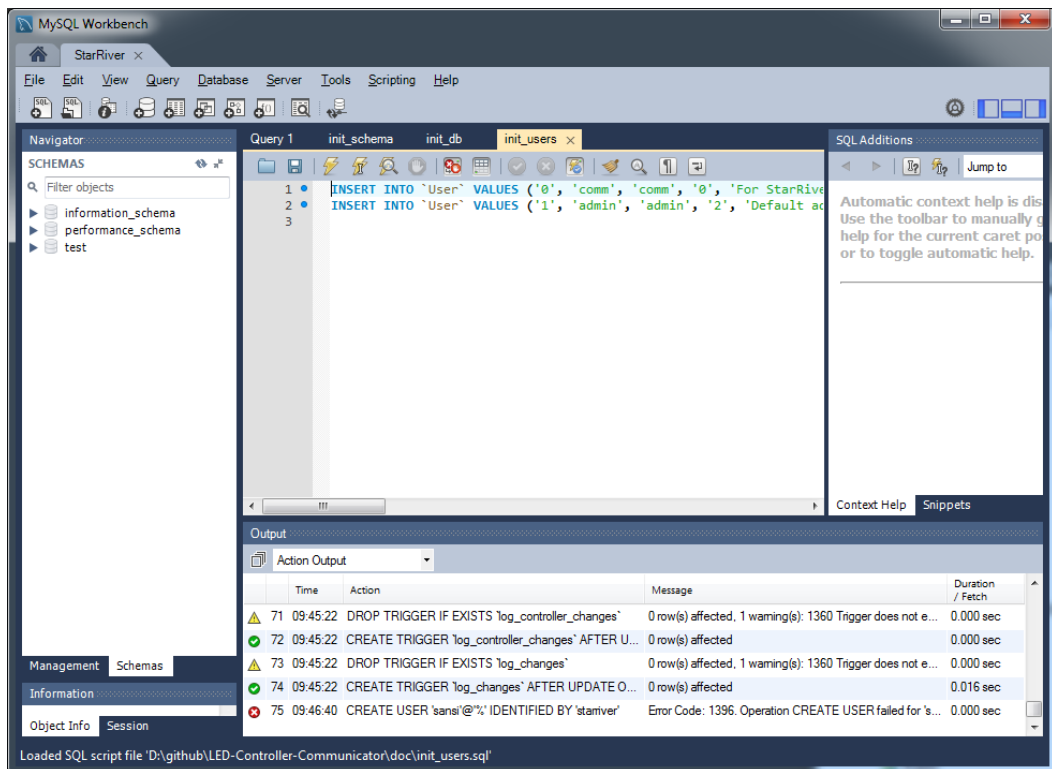 MySQL Workbench
StarRiver
File Edit View Query Database Server Tools Scripting Help
Navigator
SCHEMAS
Filter objects
information_schema
performance_schema
test
Management Schemas
Information
Object Info Session
Query 1 init_schema init_db init_users
1 INSERT INTO `User` VALUES ('0', 'comm', 'comm', '0', 'For StarRive
2 INSERT INTO `User` VALUES ('1', 'admin', 'admin', '2', 'Default ad
3
SQL Additions
Jump to
Automatic context help is dis
Use the toolbar to manually g
help for the current caret po
or to toggle automatic help.
Context Help Snippets
Output
Action Output
Time Action Message Duration
/ Fetch
71 09:45:22 DROP TRIGGER IF EXISTS `log_controller_changes` 0 row(s) affected, 1 warning(s): 1360 Trigger does not e... 0.000 sec
72 09:45:22 CREATE TRIGGER `log_controller_changes` AFTER U... 0 row(s) affected 0.000 sec
73 09:45:22 DROP TRIGGER IF EXISTS `log_changes` 0 row(s) affected, 1 warning(s): 1360 Trigger does not e... 0.000 sec
74 09:45:22 CREATE TRIGGER `log_changes` AFTER UPDATE O... 0 row(s) affected 0.016 sec
75 09:46:40 CREATE USER 'sansi'@'%' IDENTIFIED BY 'starriver' Error Code: 1396. Operation CREATE USER failed for 's... 0.000 sec
Loaded SQL script file 'D:\github\LED-Controller-Communicator\doc\init_users.sql'